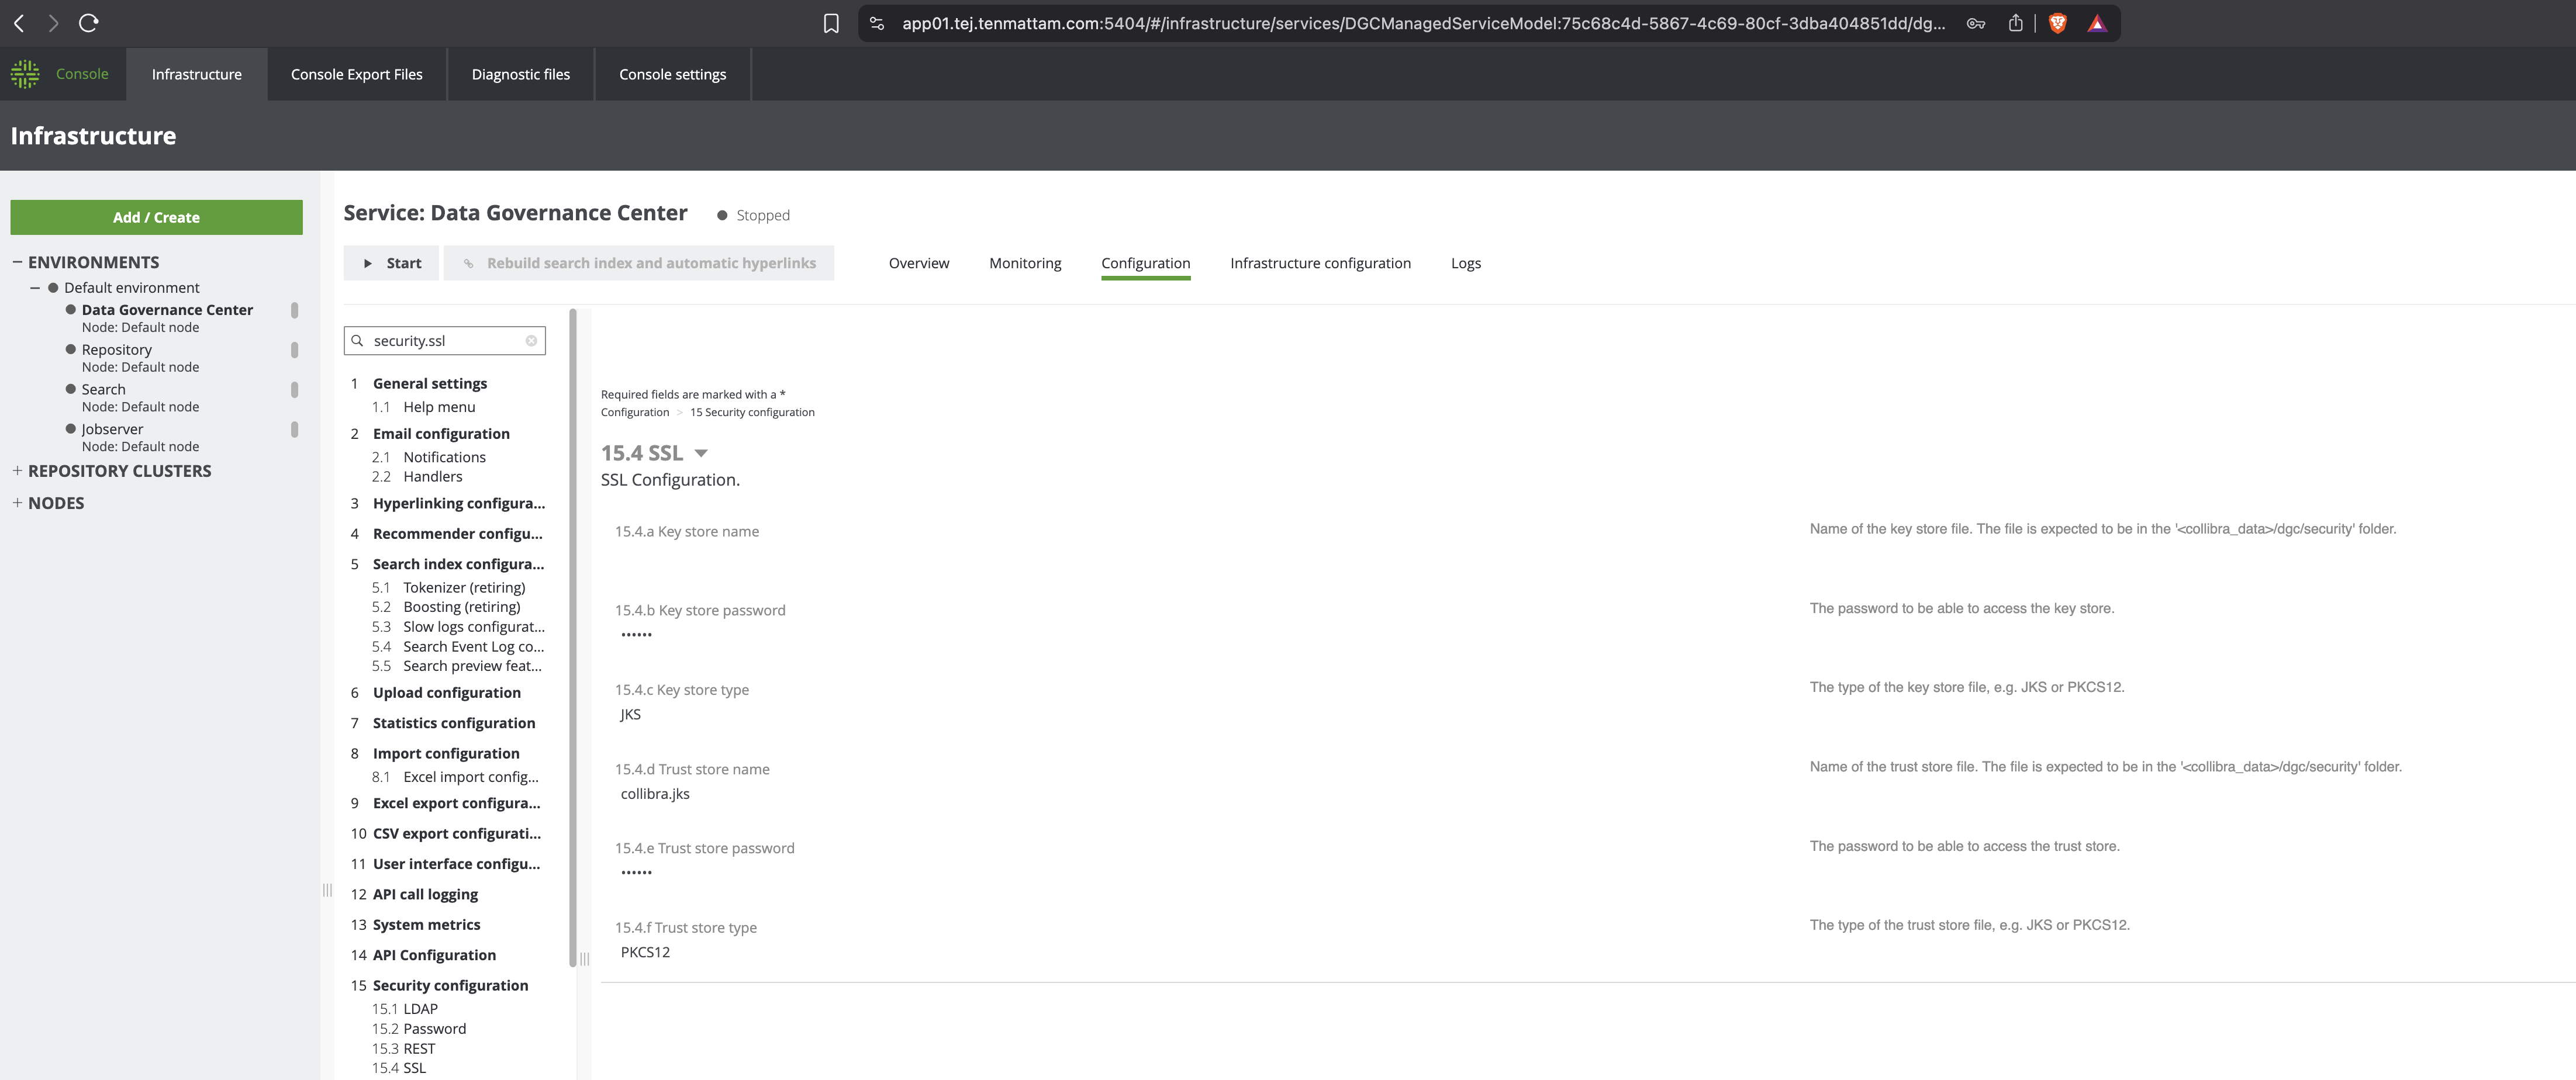 app01.tej.tenmattam.com:5404/#/infrastructure/services/DGCManagedServiceModel:75c68c4d-5867-4c69-80cf-3dba404851dd/dg...
Console
Infrastructure
Console Export Files
Diagnostic files
Console settings
Infrastructure
Add / Create
ENVIRONMENTS
Default environment
Data Governance Center
Node: Default node
Repository
Node: Default node
Search
Node: Default node
Jobserver
Node: Default node
REPOSITORY CLUSTERS
NODES
Service: Data Governance Center
Stopped
Start
Rebuild search index and automatic hyperlinks
Overview
Monitoring
Configuration
Infrastructure configuration
Logs
security.ssl
1 General settings
1.1 Help menu
2 Email configuration
2.1 Notifications
2.2 Handlers
3 Hyperlinking configura...
4 Recommender configu...
5 Search index configura...
5.1 Tokenizer (retiring)
5.2 Boosting (retiring)
5.3 Slow logs configurat...
5.4 Search Event Log co...
5.5 Search preview feat...
6 Upload configuration
7 Statistics configuration
8 Import configuration
8.1 Excel import config...
9 Excel export configura...
10 CSV export configurati...
11 User interface configu...
12 API call logging
13 System metrics
14 API Configuration
15 Security configuration
15.1 LDAP
15.2 Password
15.3 REST
15.4 SSL
Required fields are marked with a *
Configuration > 15 Security configuration
15.4 SSL
SSL Configuration.
15.4.a Key store name
Name of the key store file. The file is expected to be in the '<collibra_data>/dgc/security' folder.
15.4.b Key store password
••••••
The password to be able to access the key store.
15.4.c Key store type
JKS
The type of the key store file, e.g. JKS or PKCS12.
15.4.d Trust store name
collibra.jks
Name of the trust store file. The file is expected to be in the '<collibra_data>/dgc/security' folder.
15.4.e Trust store password
••••••
The password to be able to access the trust store.
15.4.f Trust store type
PKCS12
The type of the trust store file, e.g. JKS or PKCS12.